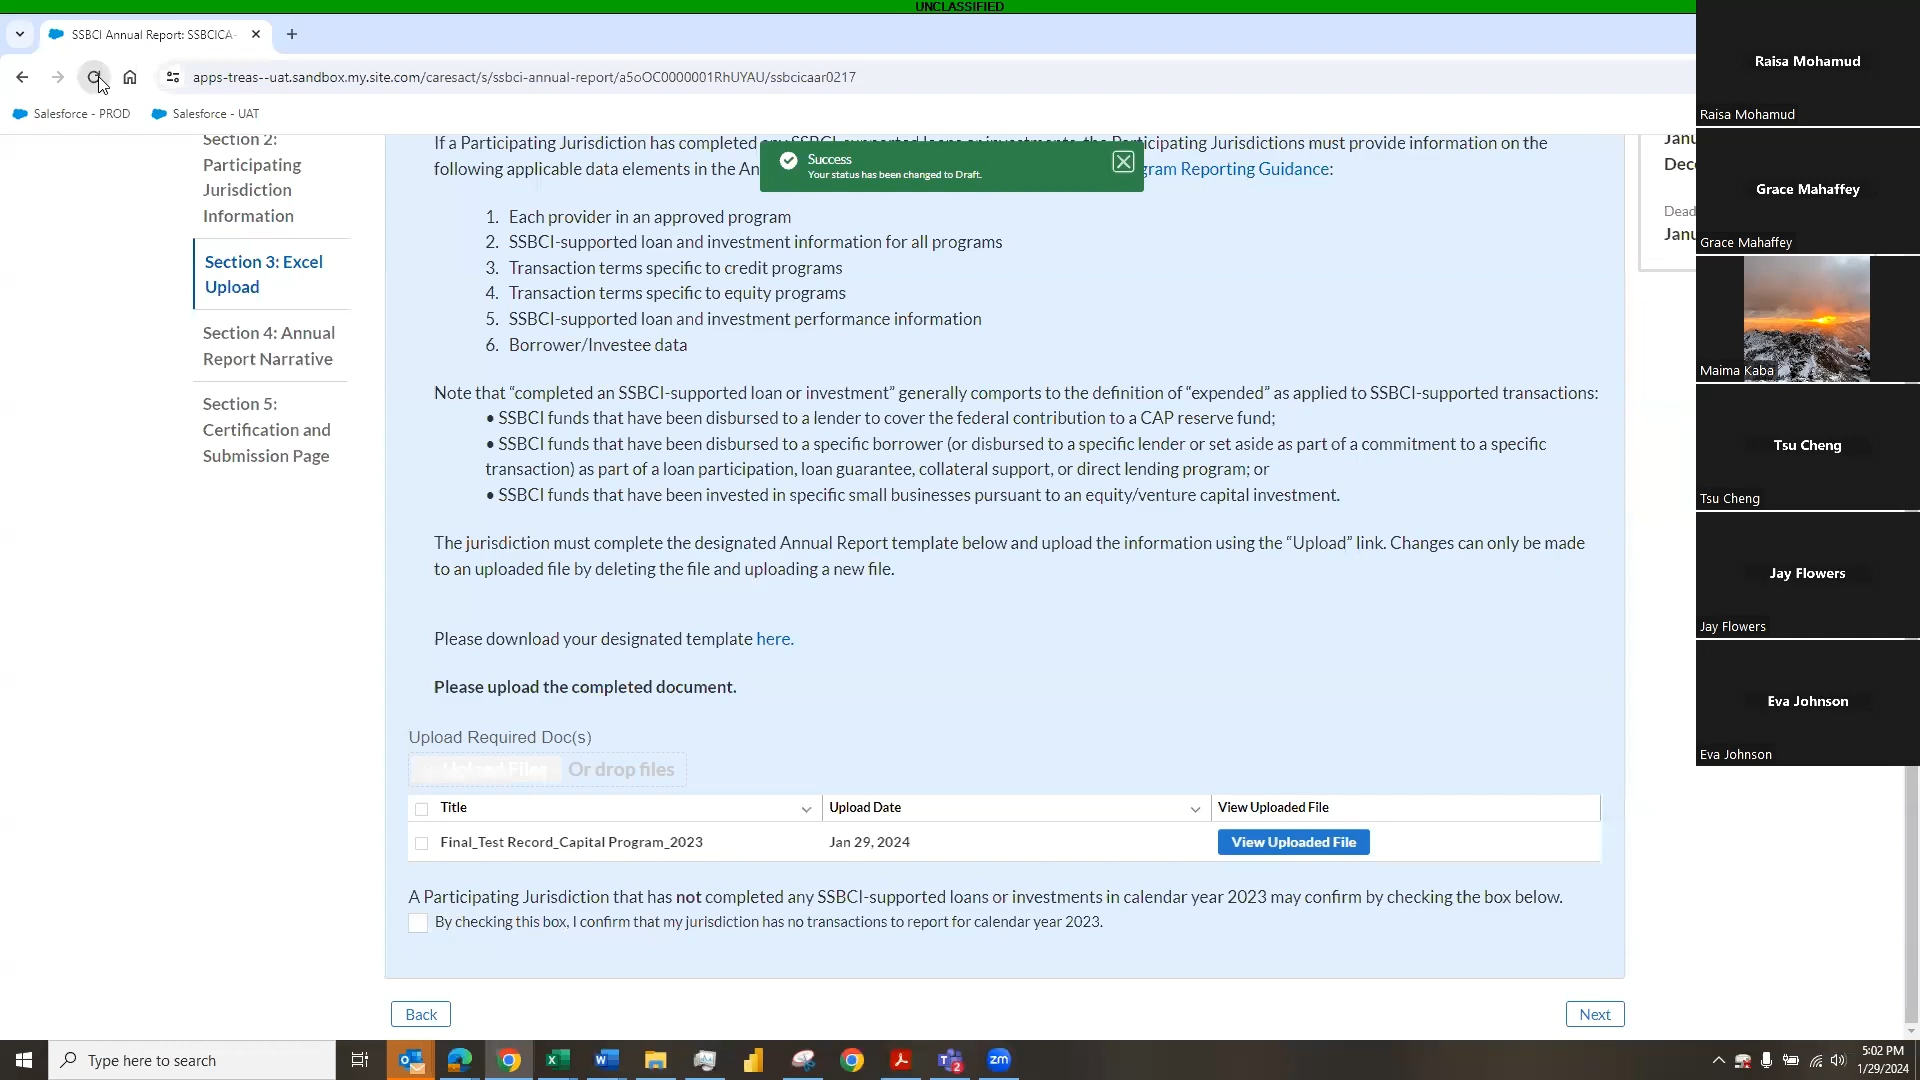 UNCLASSIFIED
SSBCI Annual Report: SSBCICA
apps-treas--uat.sandbox.my.site.com/caresact/s/ssbci-annual-report/a5oOC0000001RhUYAU/ssbcicaar0217
Salesforce - PROD
Salesforce - UAT
Section 2:
Participating
Jurisdiction
Information
Section 3: Excel
Upload
Section 4: Annual
Report Narrative
Section 5:
Certification and
Submission Page
If a Participating Jurisdiction has completed any SSBCI-supported loans or investments, the Participating Jurisdictions must provide information on the
following applicable data elements in the An
gram Reporting Guidance:
Success
Your status has been changed to Draft.
1. Each provider in an approved program
2. SSBCI-supported loan and investment information for all programs
3. Transaction terms specific to credit programs
4. Transaction terms specific to equity programs
5. SSBCI-supported loan and investment performance information
6. Borrower/Investee data
Note that “completed an SSBCI-supported loan or investment” generally comports to the definition of “expended” as applied to SSBCI-supported transactions:
• SSBCI funds that have been disbursed to a lender to cover the federal contribution to a CAP reserve fund;
• SSBCI funds that have been disbursed to a specific borrower (or disbursed to a specific lender or set aside as part of a commitment to a specific
transaction) as part of a loan participation, loan guarantee, collateral support, or direct lending program; or
• SSBCI funds that have been invested in specific small businesses pursuant to an equity/venture capital investment.
The jurisdiction must complete the designated Annual Report template below and upload the information using the “Upload” link. Changes can only be made
to an uploaded file by deleting the file and uploading a new file.
Please download your designated template here.
Please upload the completed document.
Upload Required Doc(s)
Upload Files Or drop files
Title Upload Date View Uploaded File
Final_Test Record_Capital Program_2023 Jan 29, 2024 View Uploaded File
A Participating Jurisdiction that has not completed any SSBCI-supported loans or investments in calendar year 2023 may confirm by checking the box below.
By checking this box, I confirm that my jurisdiction has no transactions to report for calendar year 2023.
Back
Next
Janu
Dece
Dead
Janu
Raisa Mohamud
Raisa Mohamud
Grace Mahaffey
Grace Mahaffey
Maima Kaba
Tsu Cheng
Tsu Cheng
Jay Flowers
Jay Flowers
Eva Johnson
Eva Johnson
Type here to search
2
zm
5:02 PM
1/29/2024